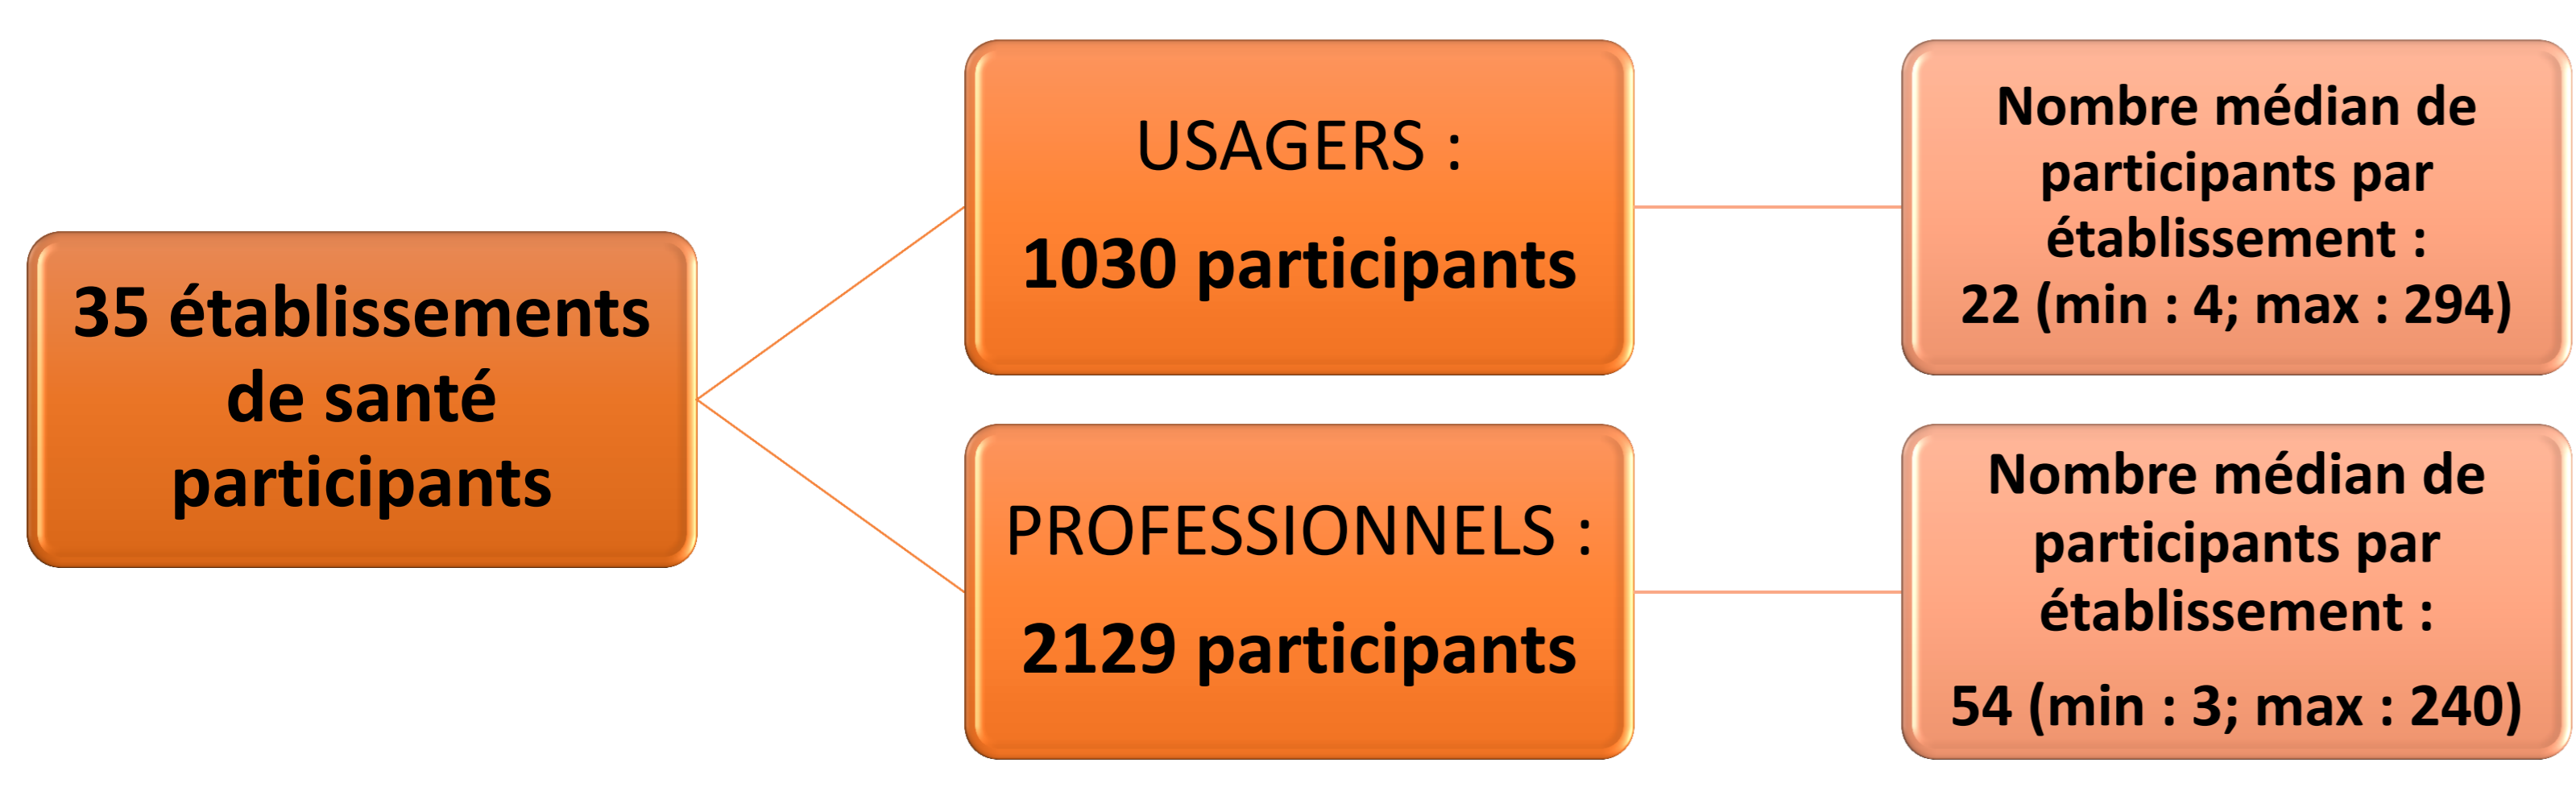 35 établissements
de santé
participants
USAGERS :
1030 participants
Nombre médian de
participants par
établissement :
22 (min : 4; max : 294)
PROFESSIONNELS :
2129 participants
Nombre médian de
participants par
établissement :
54 (min : 3; max : 240)